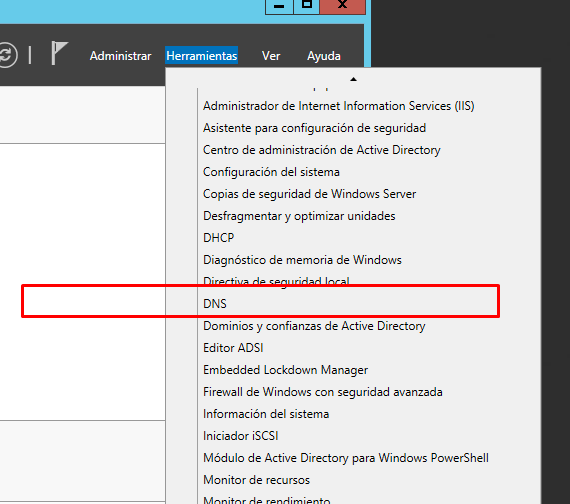 Administrar Herramientas Ver Ayuda
Administrador de Internet Information Services (IIS)
Asistente para configuración de seguridad
Centro de administración de Active Directory
Configuración del sistema
Copias de seguridad de Windows Server
Desfragmentar y optimizar unidades
DHCP
Diagnóstico de memoria de Windows
Directiva de seguridad local
DNS
Dominios y confianzas de Active Directory
Editor ADSI
Embedded Lockdown Manager
Firewall de Windows con seguridad avanzada
Información del sistema
Iniciador iSCSI
Módulo de Active Directory para Windows PowerShell
Monitor de recursos
Monitor de rendimiento